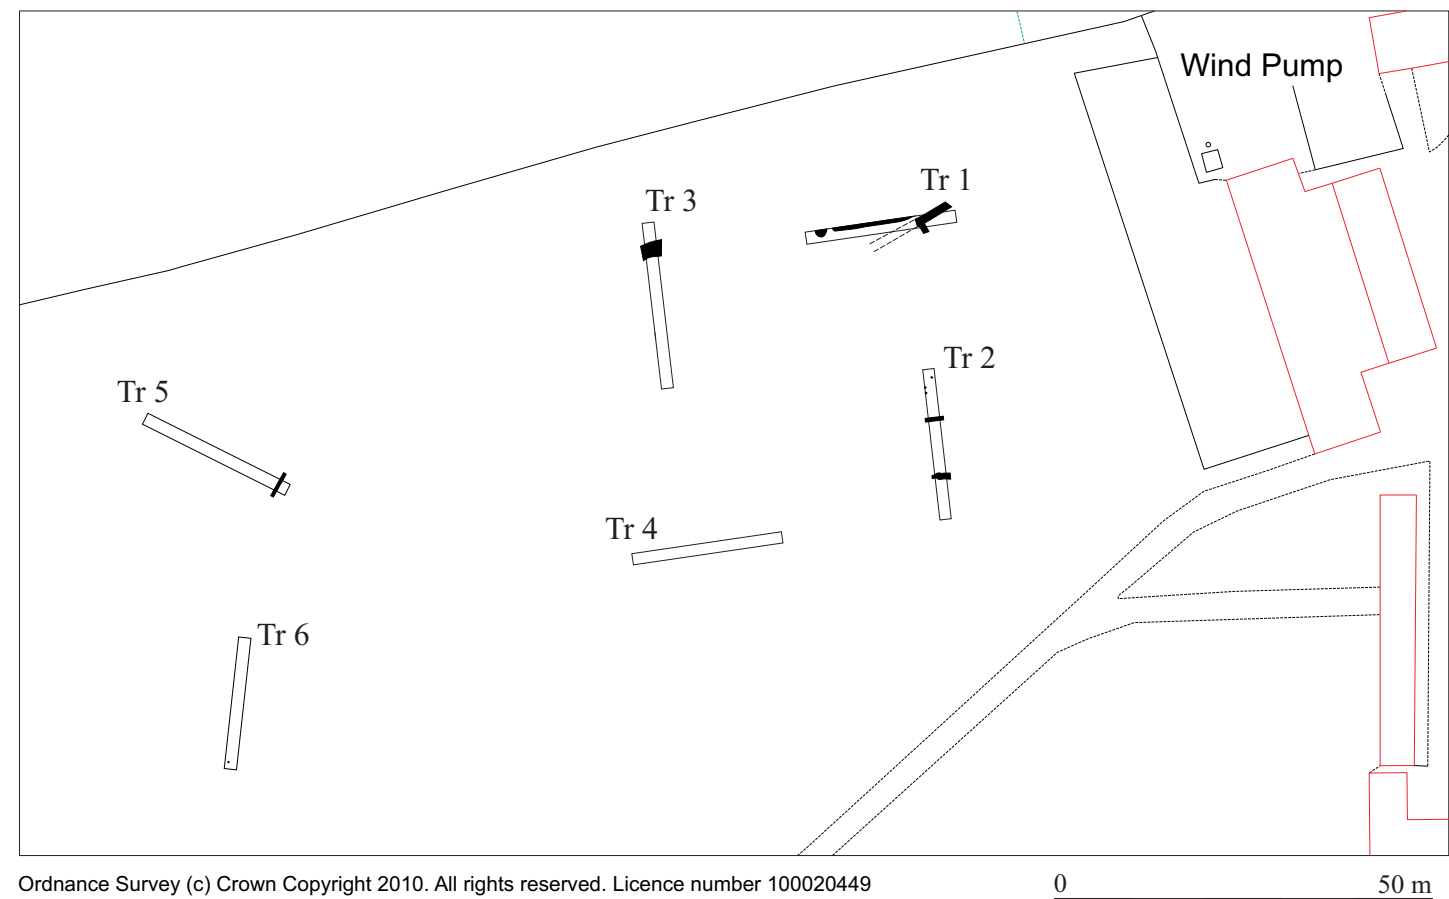 Wind Pump
Tr 1
Tr 3
Tr 2
Tr 5
Tr 4
Tr 6
Ordnance Survey (c) Crown Copyright 2010. All rights reserved. Licence number 100020449
0 50 m